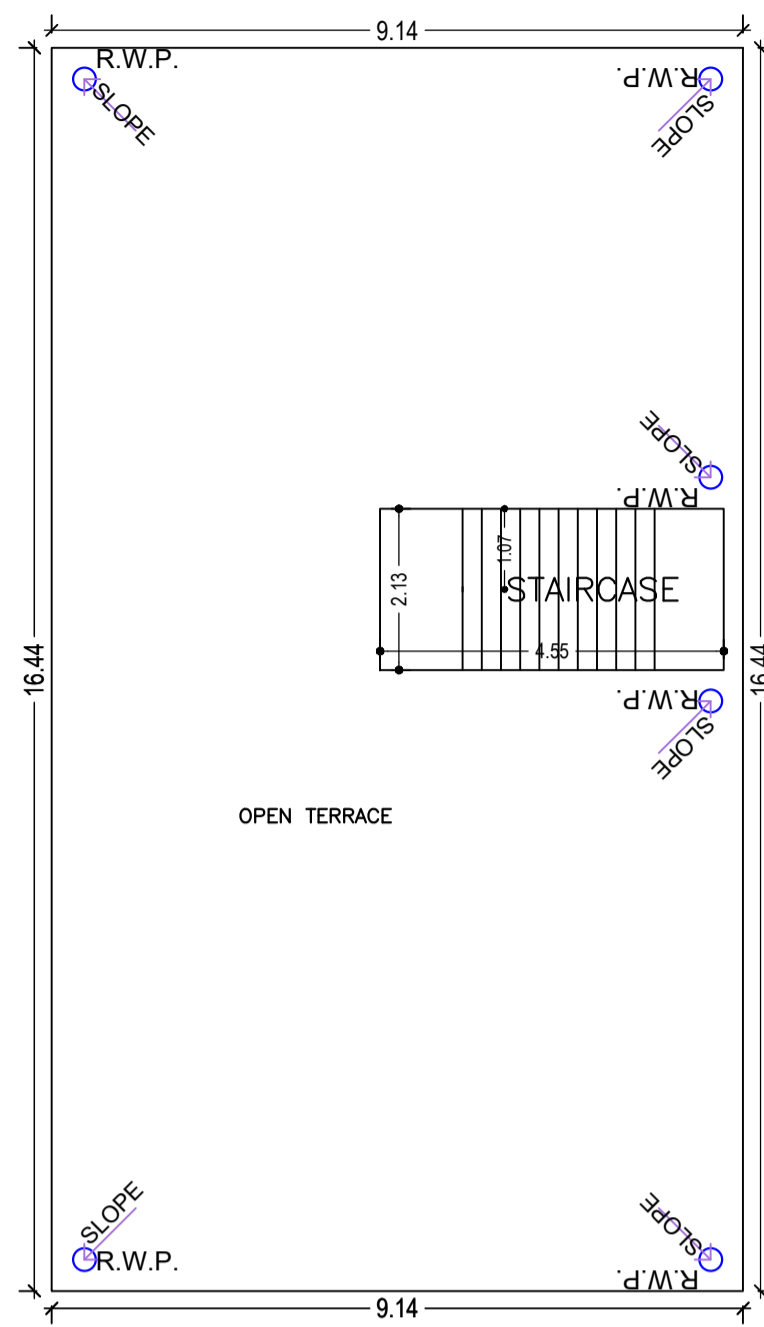 9.14
R.W.P.
R.W.P.
SLOPE
SLOPE
SLOPE
R.W.P.
1.07
2.13
STAIRCASE
4.55
16.44
16.44
R.W.P.
SLOPE
OPEN TERRACE
SLOPE
SLOPE
R.W.P.
R.W.P.
9.14